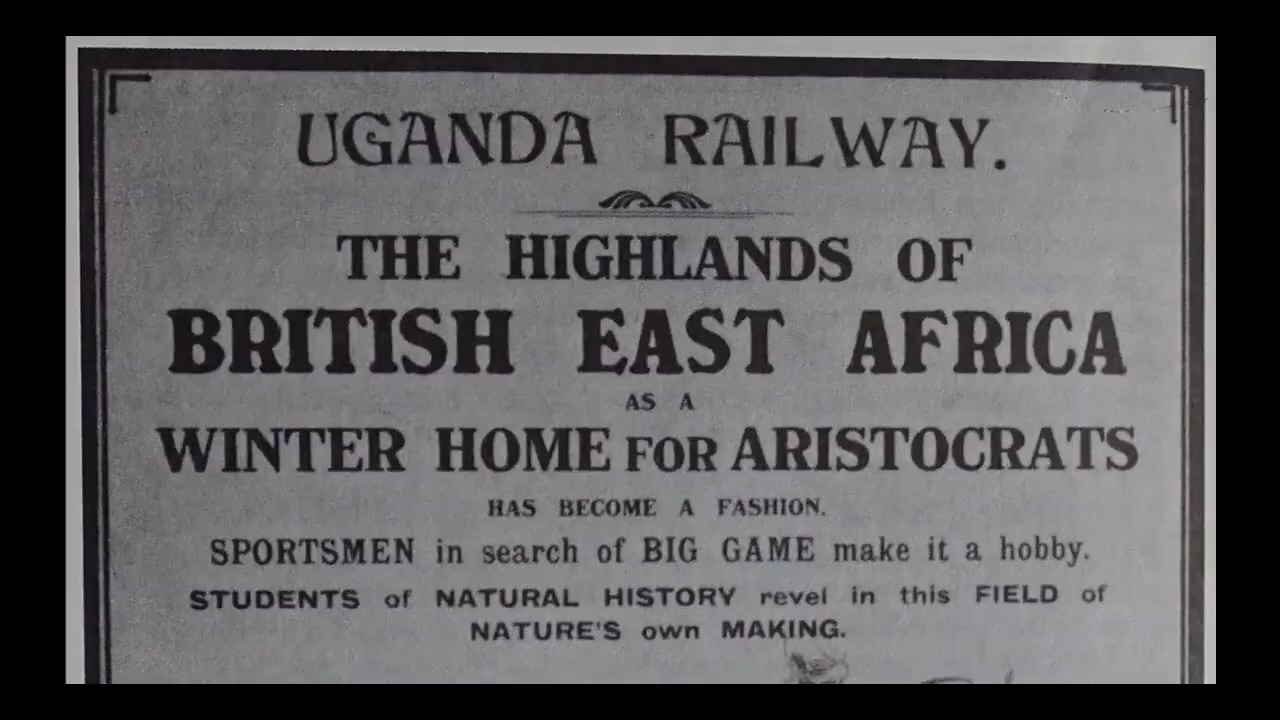 UGANDA RAILWAY.
THE HIGHLANDS OF
BRITISH EAST AFRICA
AS A
WINTER HOME FOR ARISTOCRATS
HAS BECOME A FASHION.
SPORTSMEN in search of BIG GAME make it a hobby.
STUDENTS of NATURAL HISTORY revel in this FIELD of
NATURE'S own MAKING.